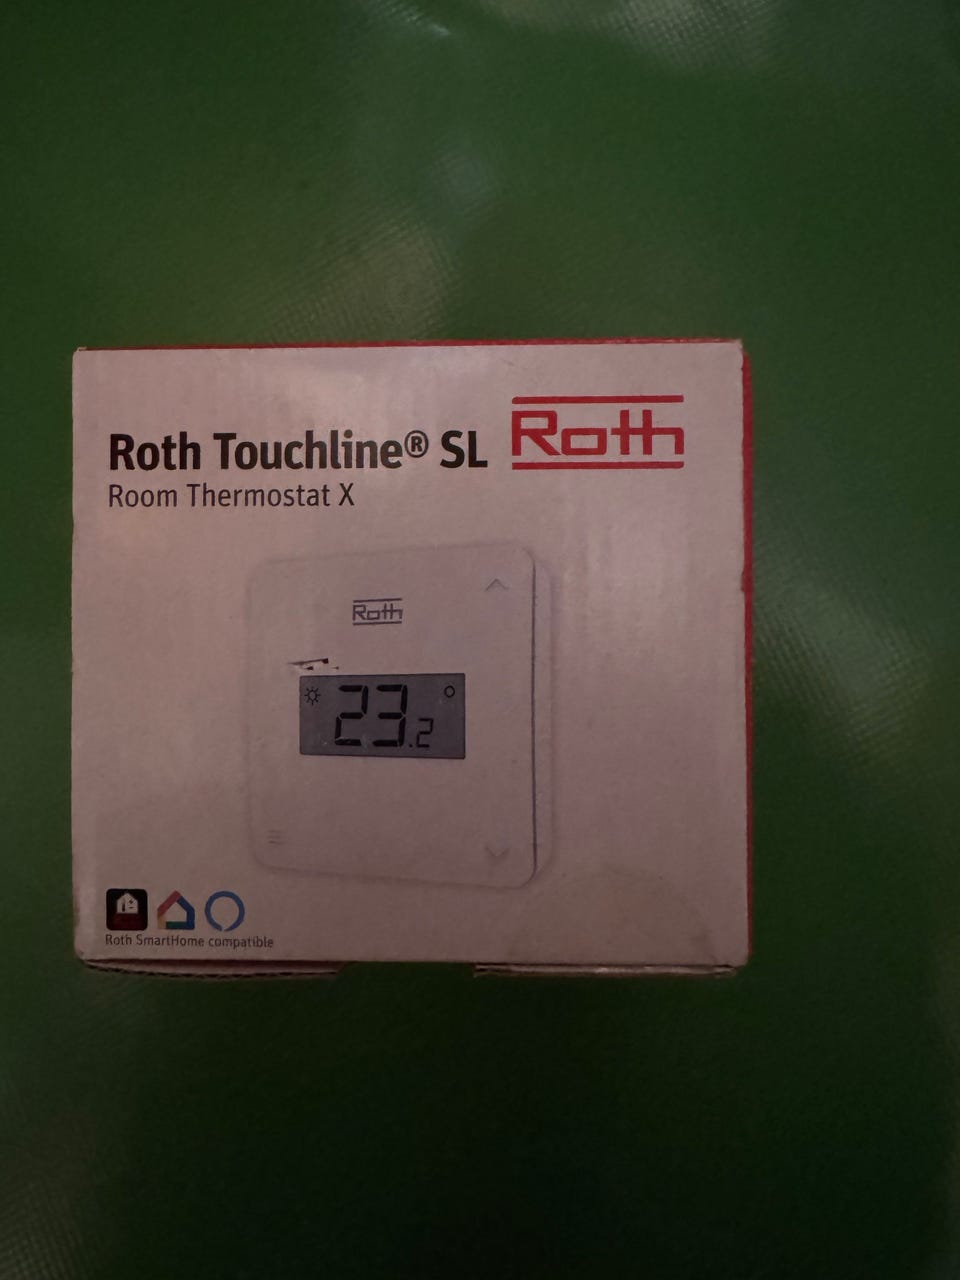 Roth Touchline® SL
Roth
Room Thermostat X
Roth
23.2
Roth SmartHome compatible